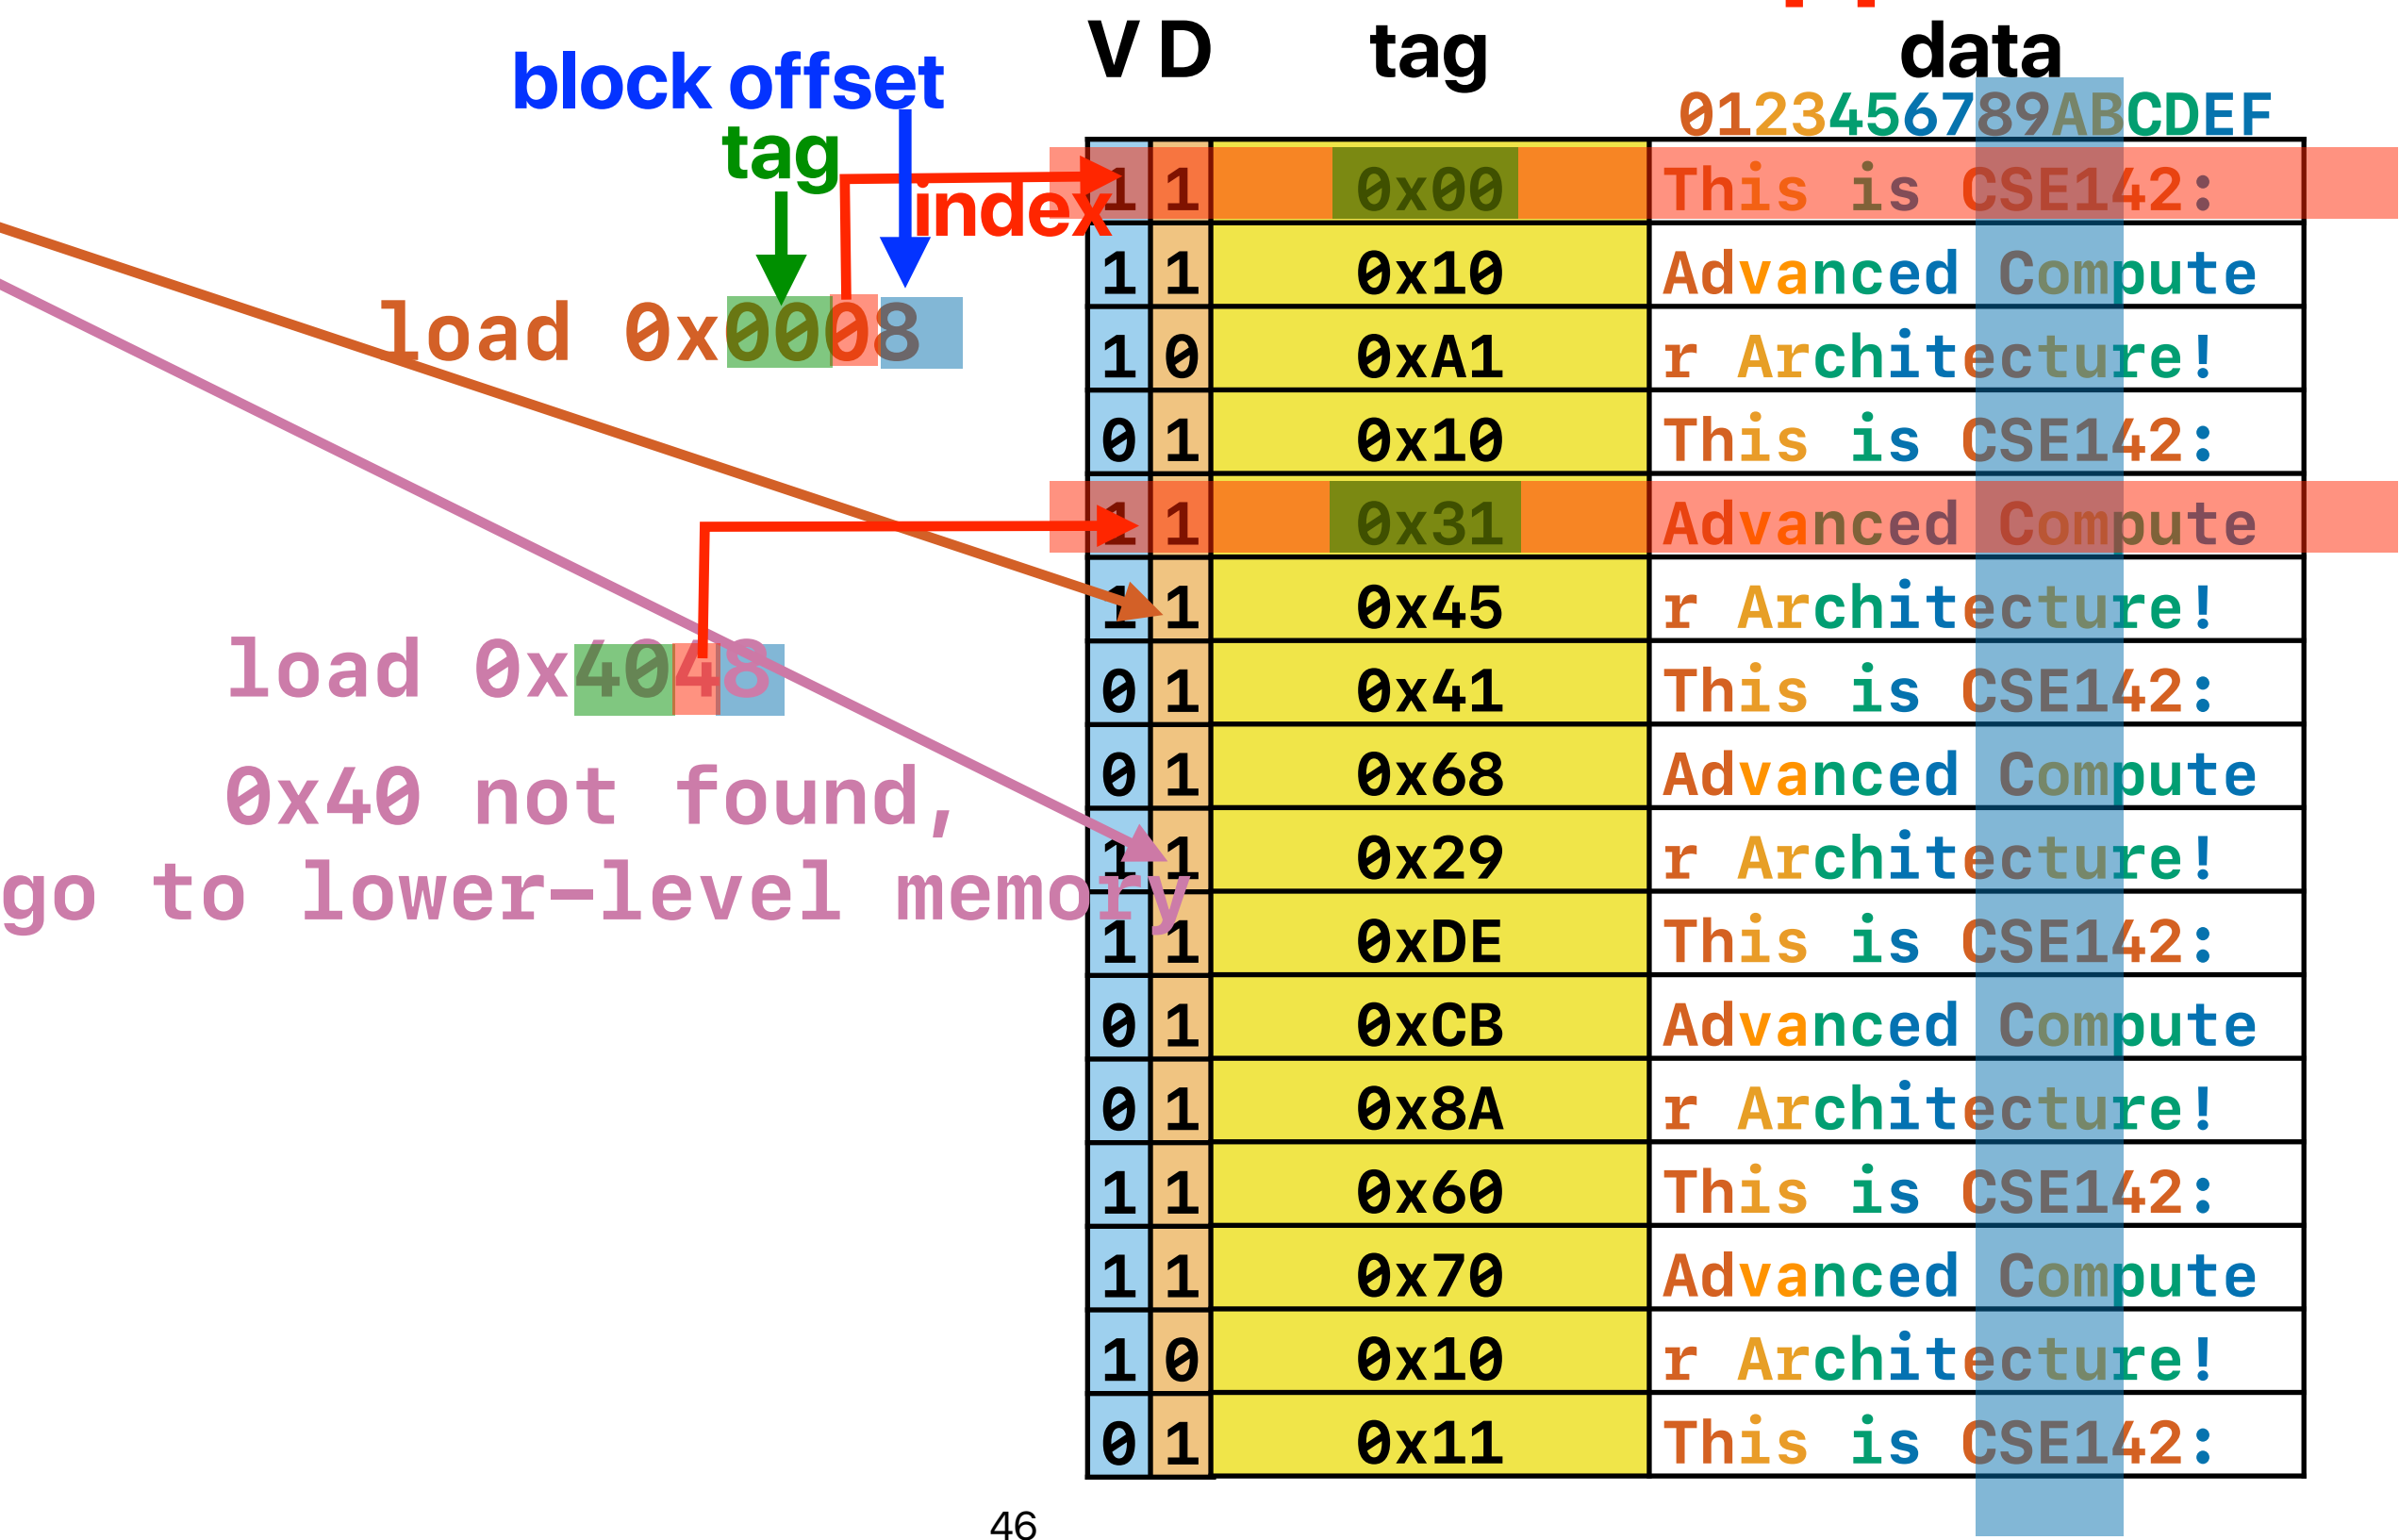 V D tag data
block offset
0123456789ABCDEF
tag
index
1 1 0x00 This is CSE142:
1 1 0x10 Advanced Compute
load 0x0008
1 0 0xA1 r Architecture!
0 1 0x10 This is CSE142:
1 1 0x31 Advanced Compute
1 1 0x45 r Architecture!
load 0x4048
0 1 0x41 This is CSE142:
0x40 not found,
0 1 0x68 Advanced Compute
go to lower-level memory
1 1 0x29 r Architecture!
1 1 0xDE This is CSE142:
0 1 0xCB Advanced Compute
0 1 0x8A r Architecture!
1 1 0x60 This is CSE142:
1 1 0x70 Advanced Compute
1 0 0x10 r Architecture!
0 1 0x11 This is CSE142:
46